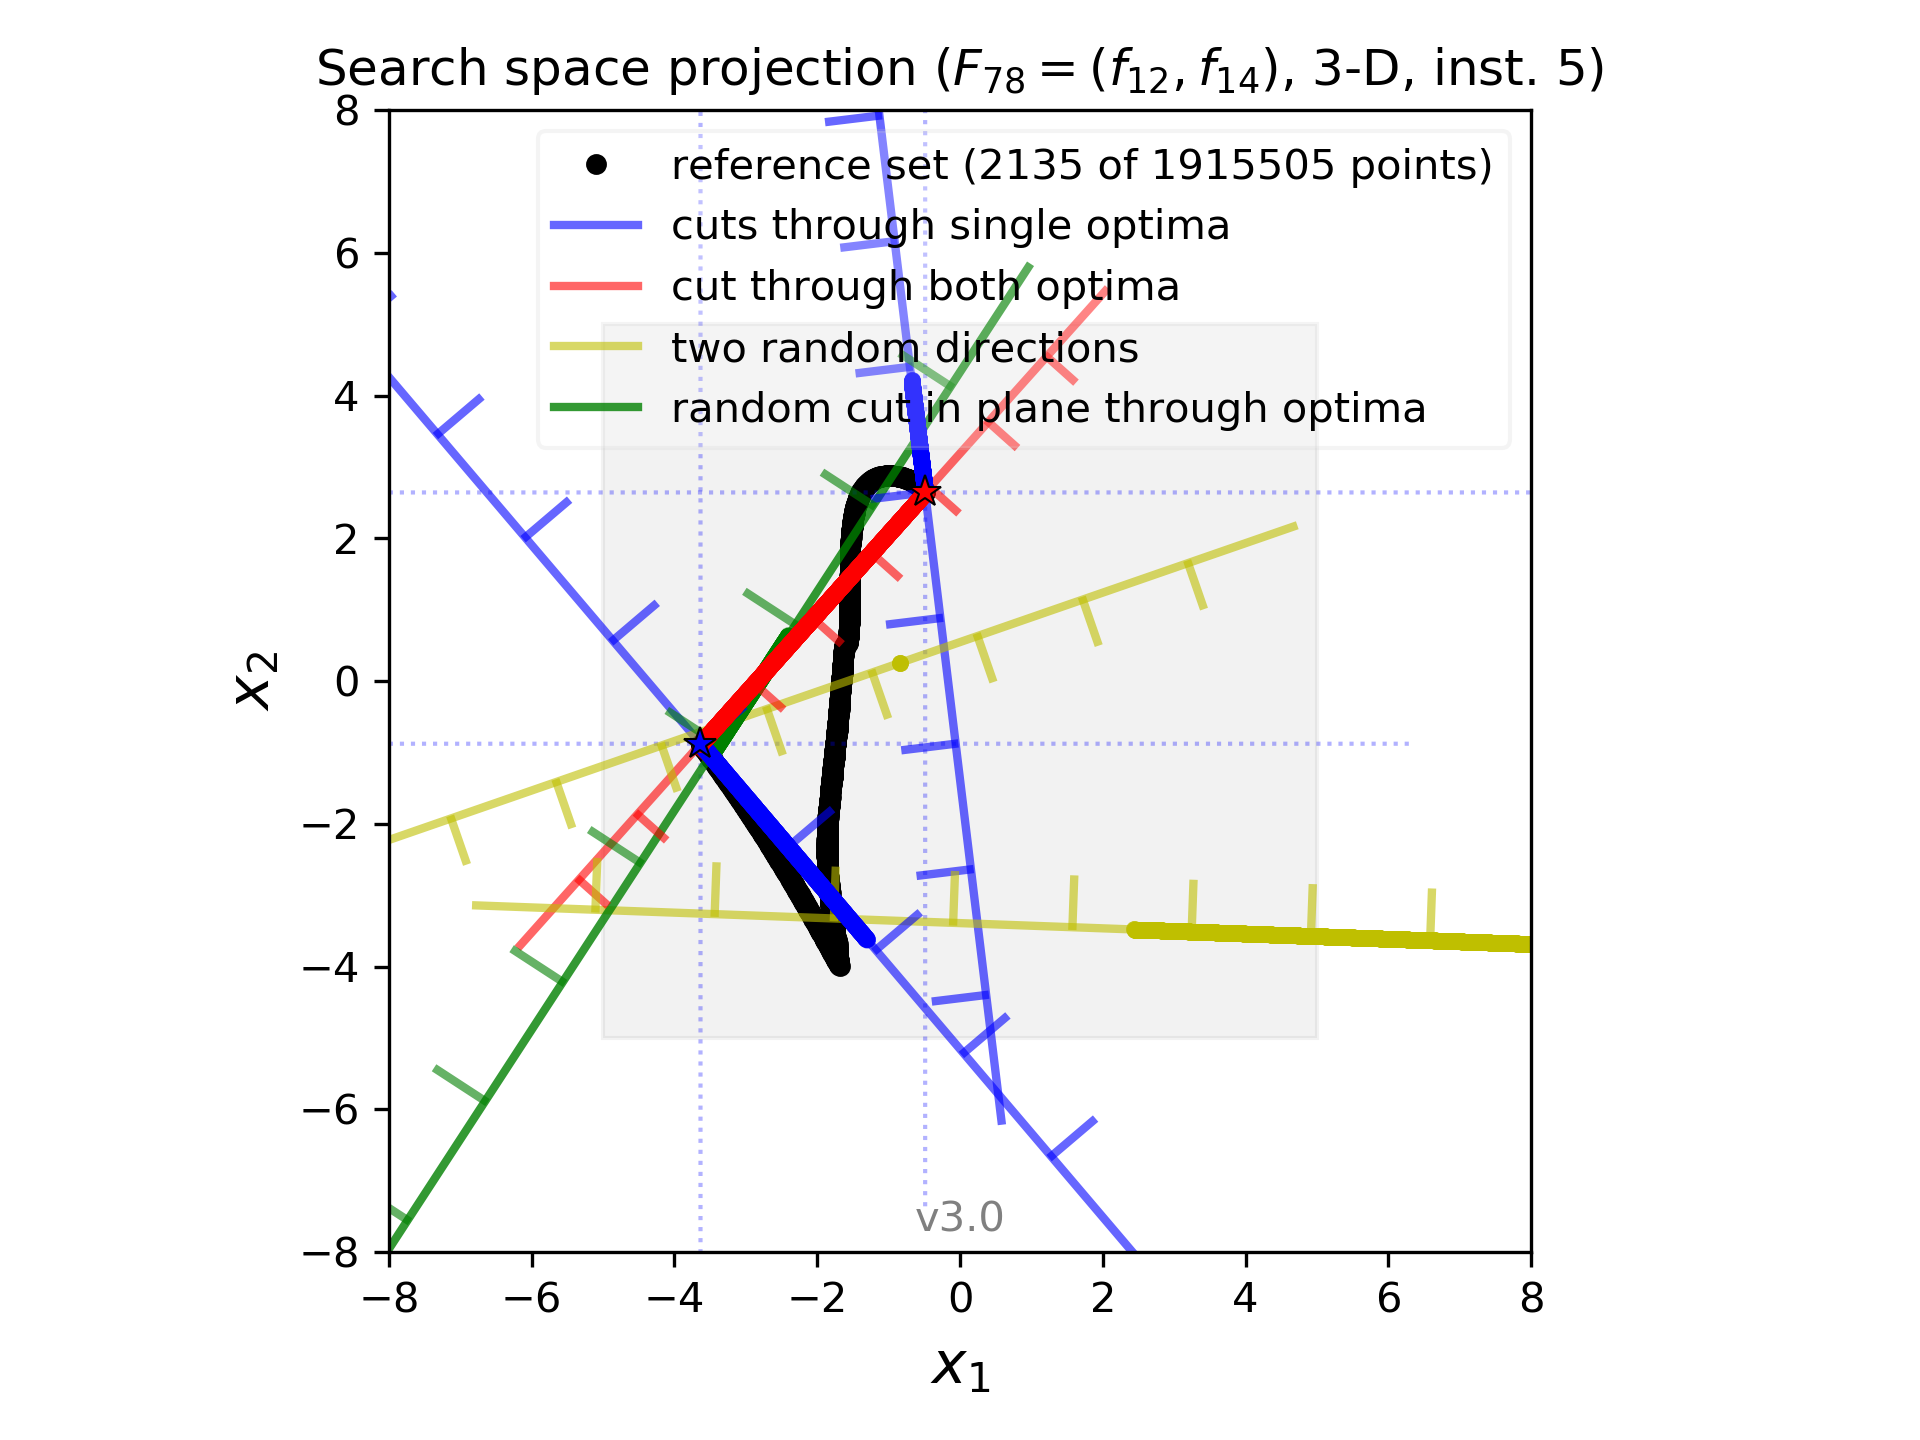 Search space projection (F₇₈ = (f₁₂, f₁₄), 3-D, inst. 5)
reference set (2135 of 1915505 points)
cuts through single optima
cut through both optima
two random directions
random cut in plane through optima
8
6
4
2
0
−2
−4
−6
−8
x₂
v3.0
−8 −6 −4 −2 0 2 4 6 8
x₁